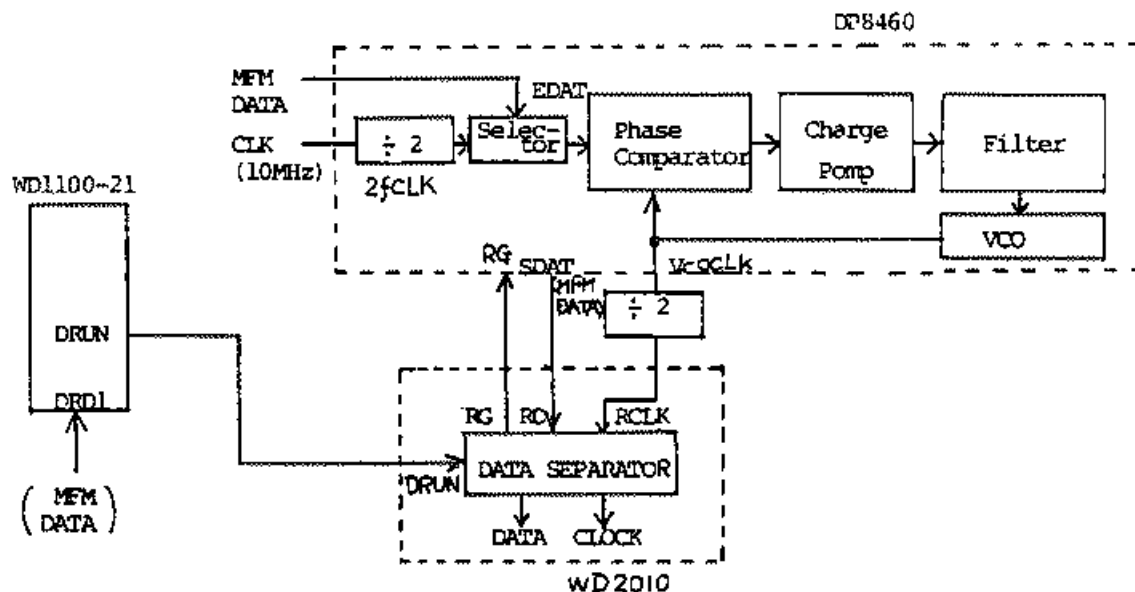 DP8460
MFM
DATA
EDAT
CLK
(10MHz)
÷ 2
Selec-
tor
Phase
Comparator
Charge
Pomp
Filter
2fCLK
WD1100-21
VCO
RG
SDAT
(MFM
DATA)
VcoCLK
÷ 2
DRUN
DRD1
RG
RD
RCLK
DATA SEPARATOR
DRUN
(MFM
DATA)
DATA
CLOCK
WD2010